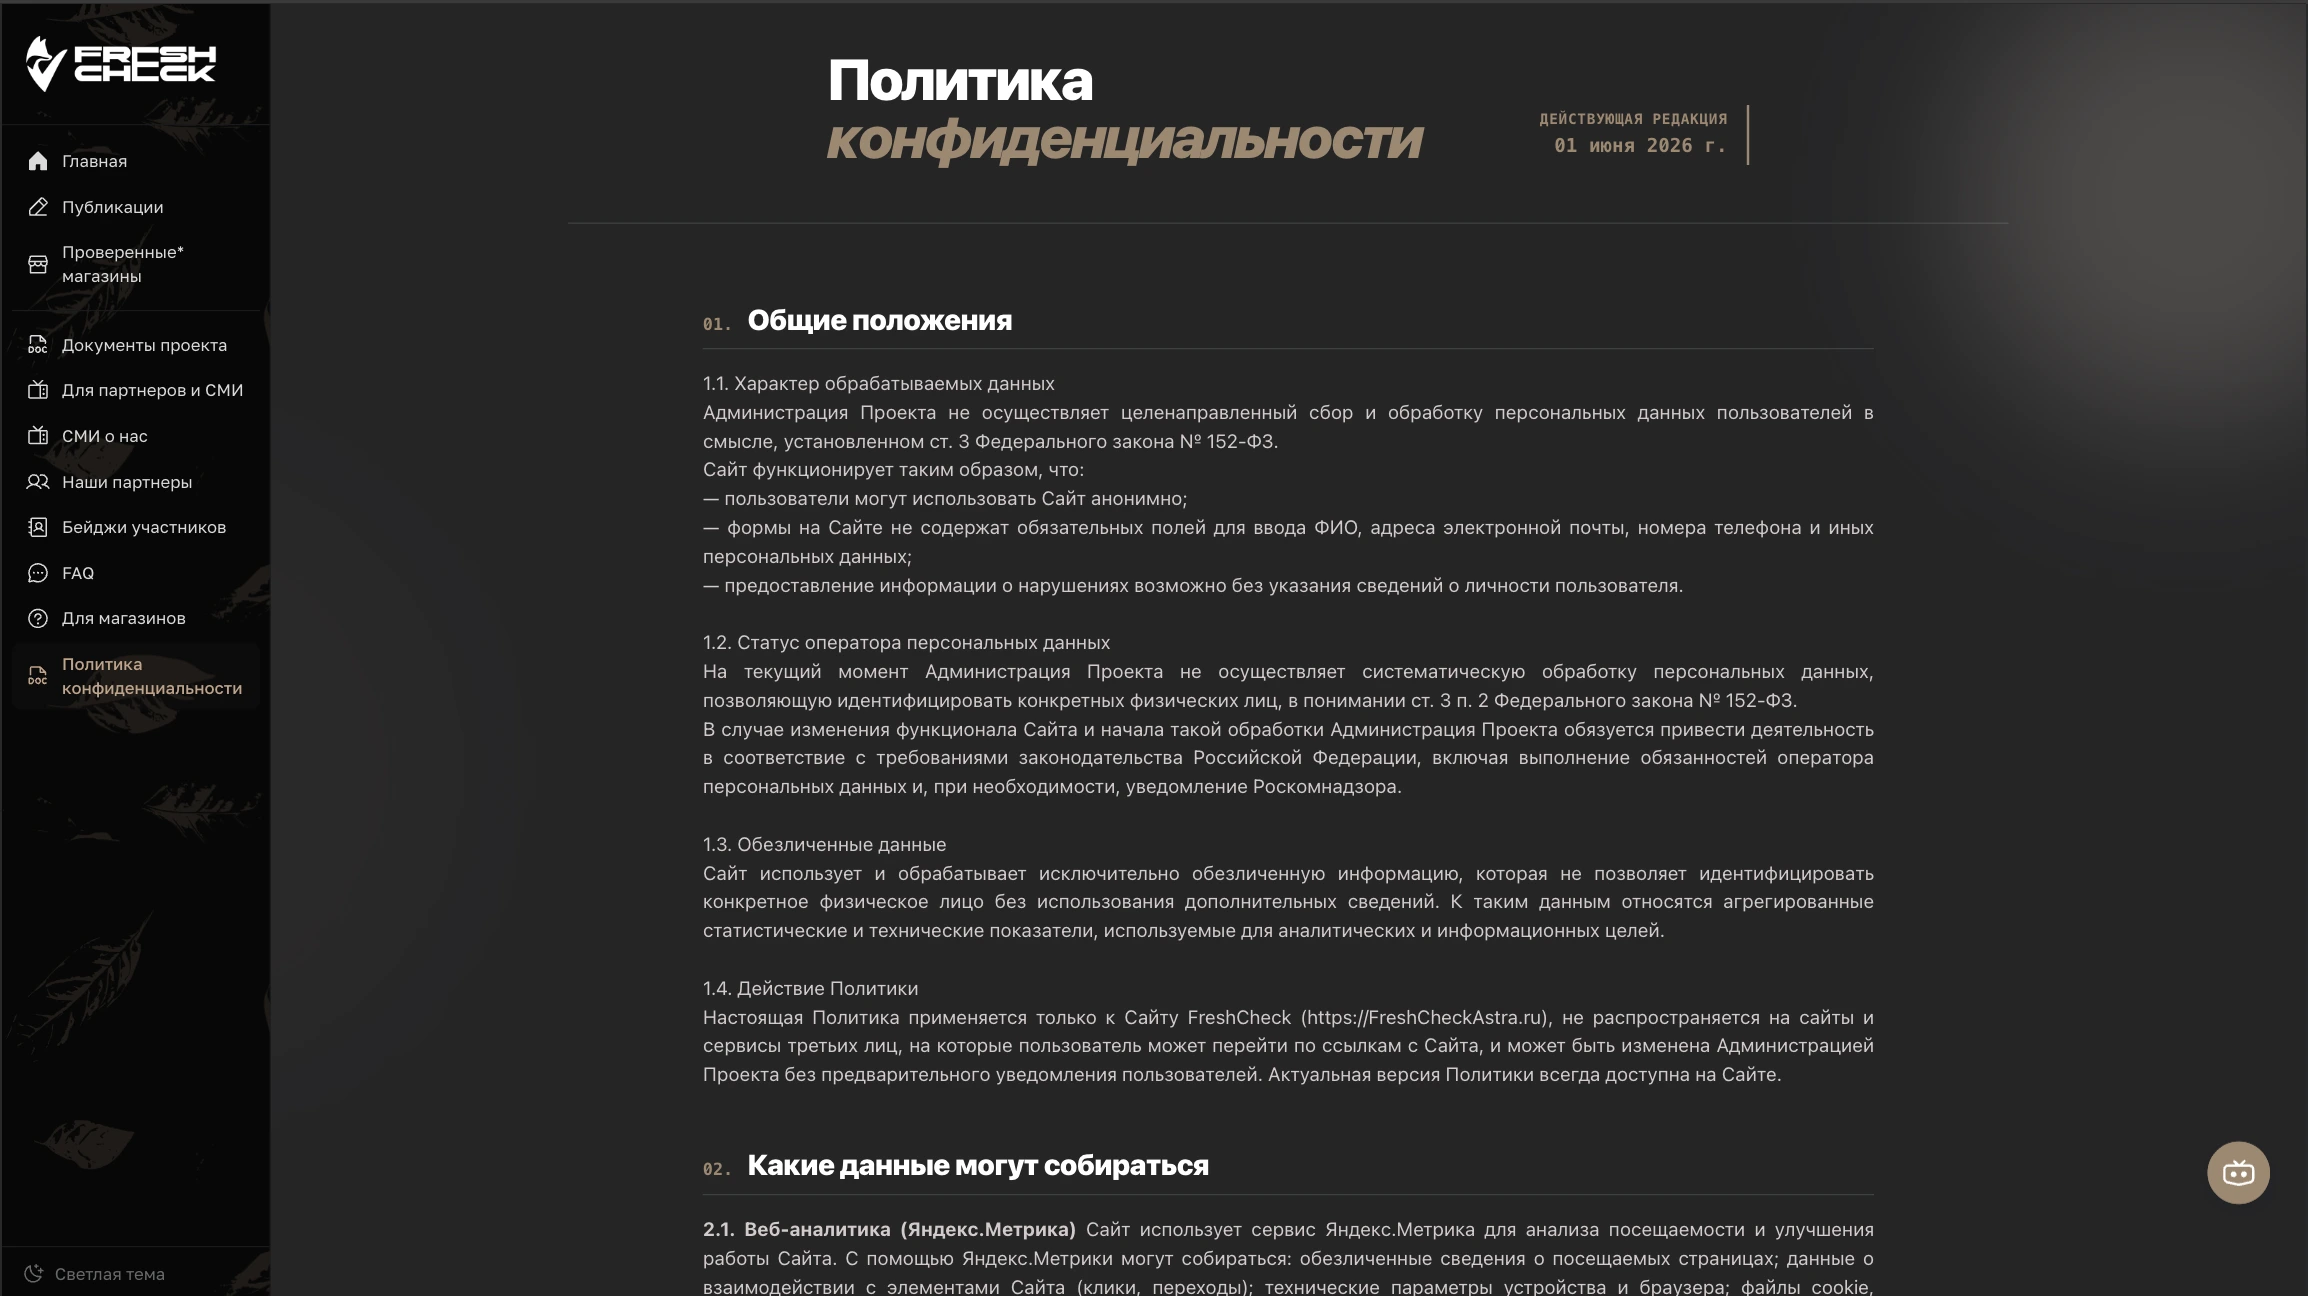 FRESH
CHECK
Главная
Публикации
Проверенные*
магазины
Документы проекта
Для партнеров и СМИ
СМИ о нас
Наши партнеры
Бейджи участников
FAQ
Для магазинов
Политика
конфиденциальности
Светлая тема
Политика
конфиденциальности
ДЕЙСТВУЮЩАЯ РЕДАКЦИЯ
01 июня 2026 г.
01. Общие положения
1.1. Характер обрабатываемых данных
Администрация Проекта не осуществляет целенаправленный сбор и обработку персональных данных пользователей в
смысле, установленном ст. 3 Федерального закона № 152-ФЗ.
Сайт функционирует таким образом, что:
— пользователи могут использовать Сайт анонимно;
— формы на Сайте не содержат обязательных полей для ввода ФИО, адреса электронной почты, номера телефона и иных
персональных данных;
— предоставление информации о нарушениях возможно без указания сведений о личности пользователя.
1.2. Статус оператора персональных данных
На текущий момент Администрация Проекта не осуществляет систематическую обработку персональных данных,
позволяющую идентифицировать конкретных физических лиц, в понимании ст. 3 п. 2 Федерального закона № 152-ФЗ.
В случае изменения функционала Сайта и начала такой обработки Администрация Проекта обязуется привести деятельность
в соответствие с требованиями законодательства Российской Федерации, включая выполнение обязанностей оператора
персональных данных и, при необходимости, уведомление Роскомнадзора.
1.3. Обезличенные данные
Сайт использует и обрабатывает исключительно обезличенную информацию, которая не позволяет идентифицировать
конкретное физическое лицо без использования дополнительных сведений. К таким данным относятся агрегированные
статистические и технические показатели, используемые для аналитических и информационных целей.
1.4. Действие Политики
Настоящая Политика применяется только к Сайту FreshCheck (https://FreshCheckAstra.ru), не распространяется на сайты и
сервисы третьих лиц, на которые пользователь может перейти по ссылкам с Сайта, и может быть изменена Администрацией
Проекта без предварительного уведомления пользователей. Актуальная версия Политики всегда доступна на Сайте.
02. Какие данные могут собираться
2.1. Веб-аналитика (Яндекс.Метрика) Сайт использует сервис Яндекс.Метрика для анализа посещаемости и улучшения
работы Сайта. С помощью Яндекс.Метрики могут собираться: обезличенные сведения о посещаемых страницах; данные о
взаимодействии с элементами Сайта (клики, переходы); технические параметры устройства и браузера; файлы cookie,